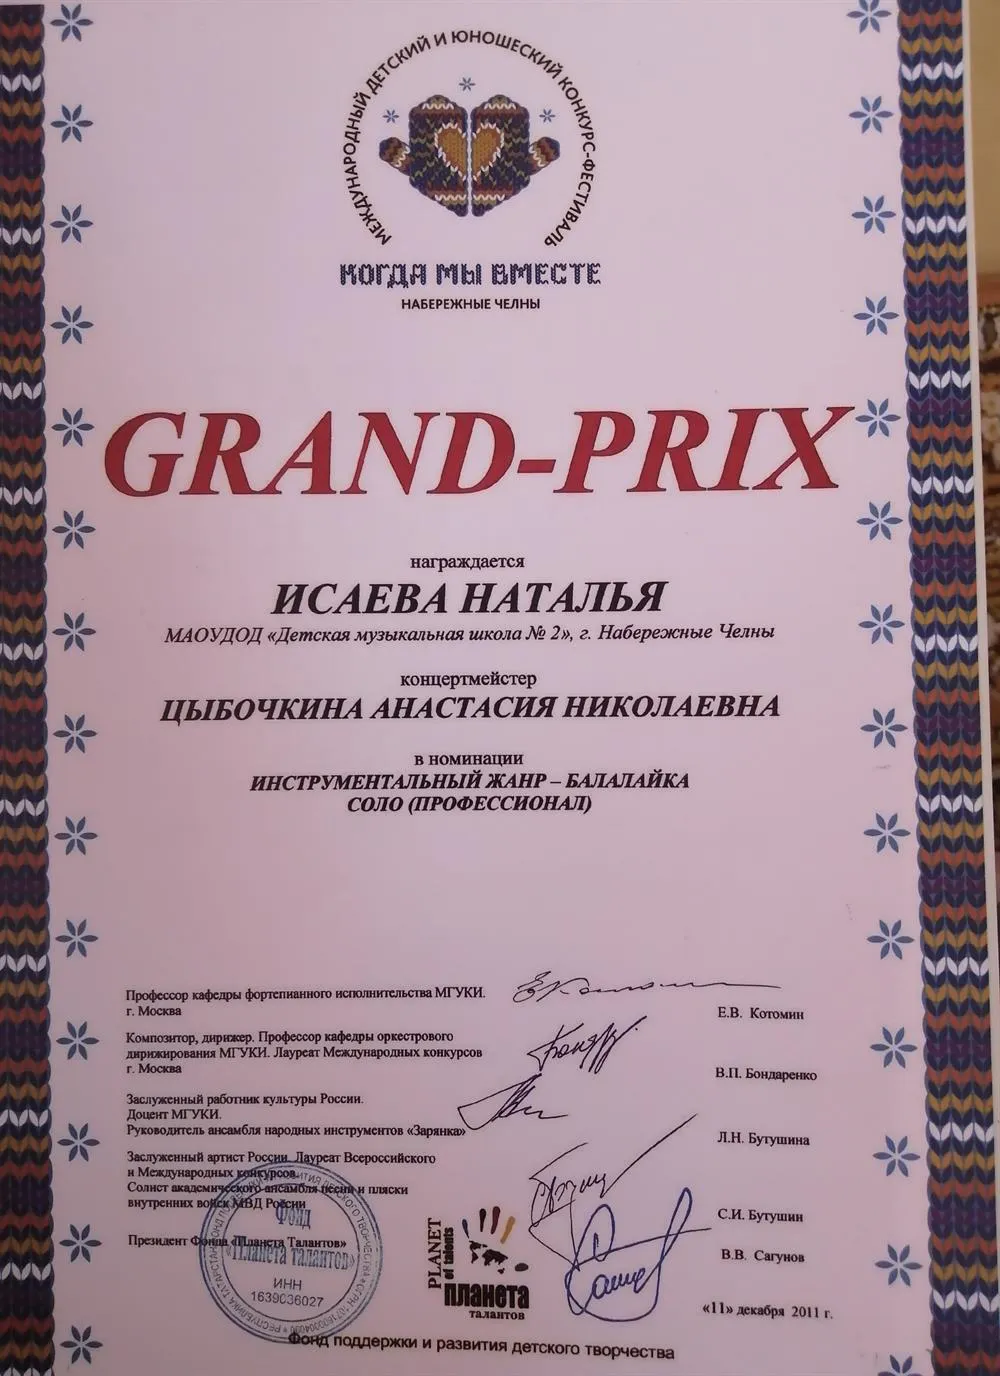 МЕЖДУНАРОДНЫЙ ДЕТСКИЙ И ЮНОШЕСКИЙ КОНКУРС-ФЕСТИВАЛЬ
КОГДА МЫ ВМЕСТЕ
НАБЕРЕЖНЫЕ ЧЕЛНЫ
GRAND-PRIX
награждается
ИСАЕВА НАТАЛЬЯ
МАОУДОД «Детская музыкальная школа № 2», г. Набережные Челны
концертмейстер
ЦЫБОЧКИНА АНАСТАСИЯ НИКОЛАЕВНА
в номинации
ИНСТРУМЕНТАЛЬНЫЙ ЖАНР – БАЛАЛАЙКА
СОЛО (ПРОФЕССИОНАЛ)
Профессор кафедры фортепианного исполнительства МГУКИ.
г. Москва
Е.В. Котомин
Композитор, дирижер. Профессор кафедры оркестрового
дирижирования МГУКИ. Лауреат Международных конкурсов
г. Москва
В.П. Бондаренко
Заслуженный работник культуры России.
Доцент МГУКИ.
Руководитель ансамбля народных инструментов «Зарянка»
Л.Н. Бутушина
Заслуженный артист России. Лауреат Всероссийского
и Международных конкурсов.
Солист академического ансамбля песни и пляски
внутренних войск МВД России
С.И. Бутушин
Президент Фонда «Планета Талантов»
В.В. Сагунов
Фонд
«Планета талантов»
ИНН
1639036027
PLANET
of talents
планета
талантов
«11» декабря 2011 г.
Фонд поддержки и развития детского творчества